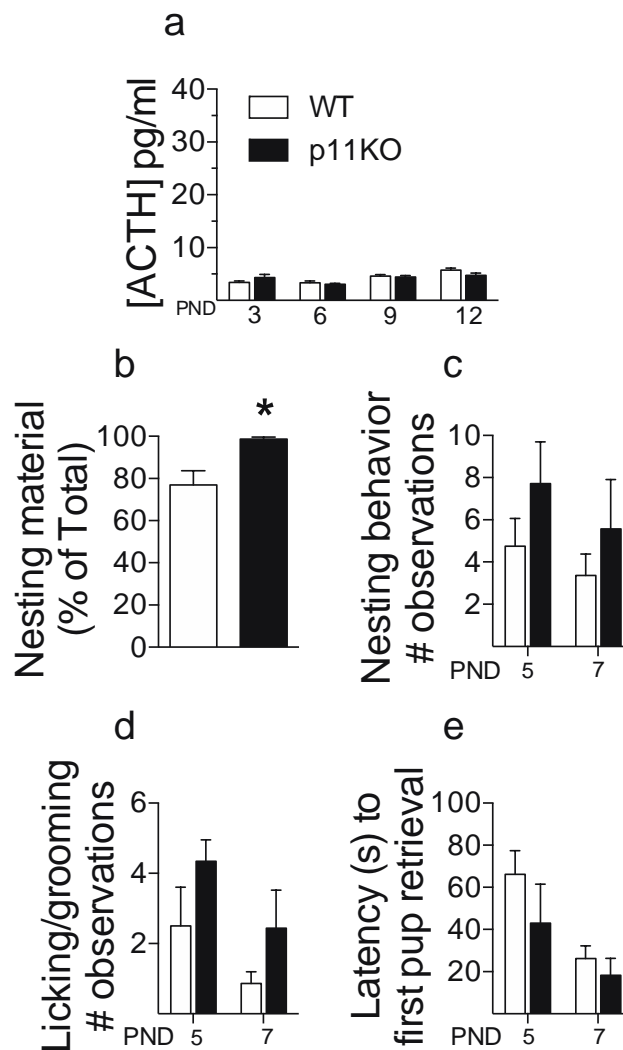 a
[ACTH] pg/ml
40
30
20
10
WT
p11KO
PND
3 6 9 12
b
Nesting material
(% of Total)
100
80
60
40
20
0
*
c
Nesting behavior
# observations
10
8
6
4
2
PND 5 7
d
Licking/grooming
# observations
6
4
2
PND 5 7
e
Latency (s) to
first pup retrieval
100
80
60
40
20
PND 5 7